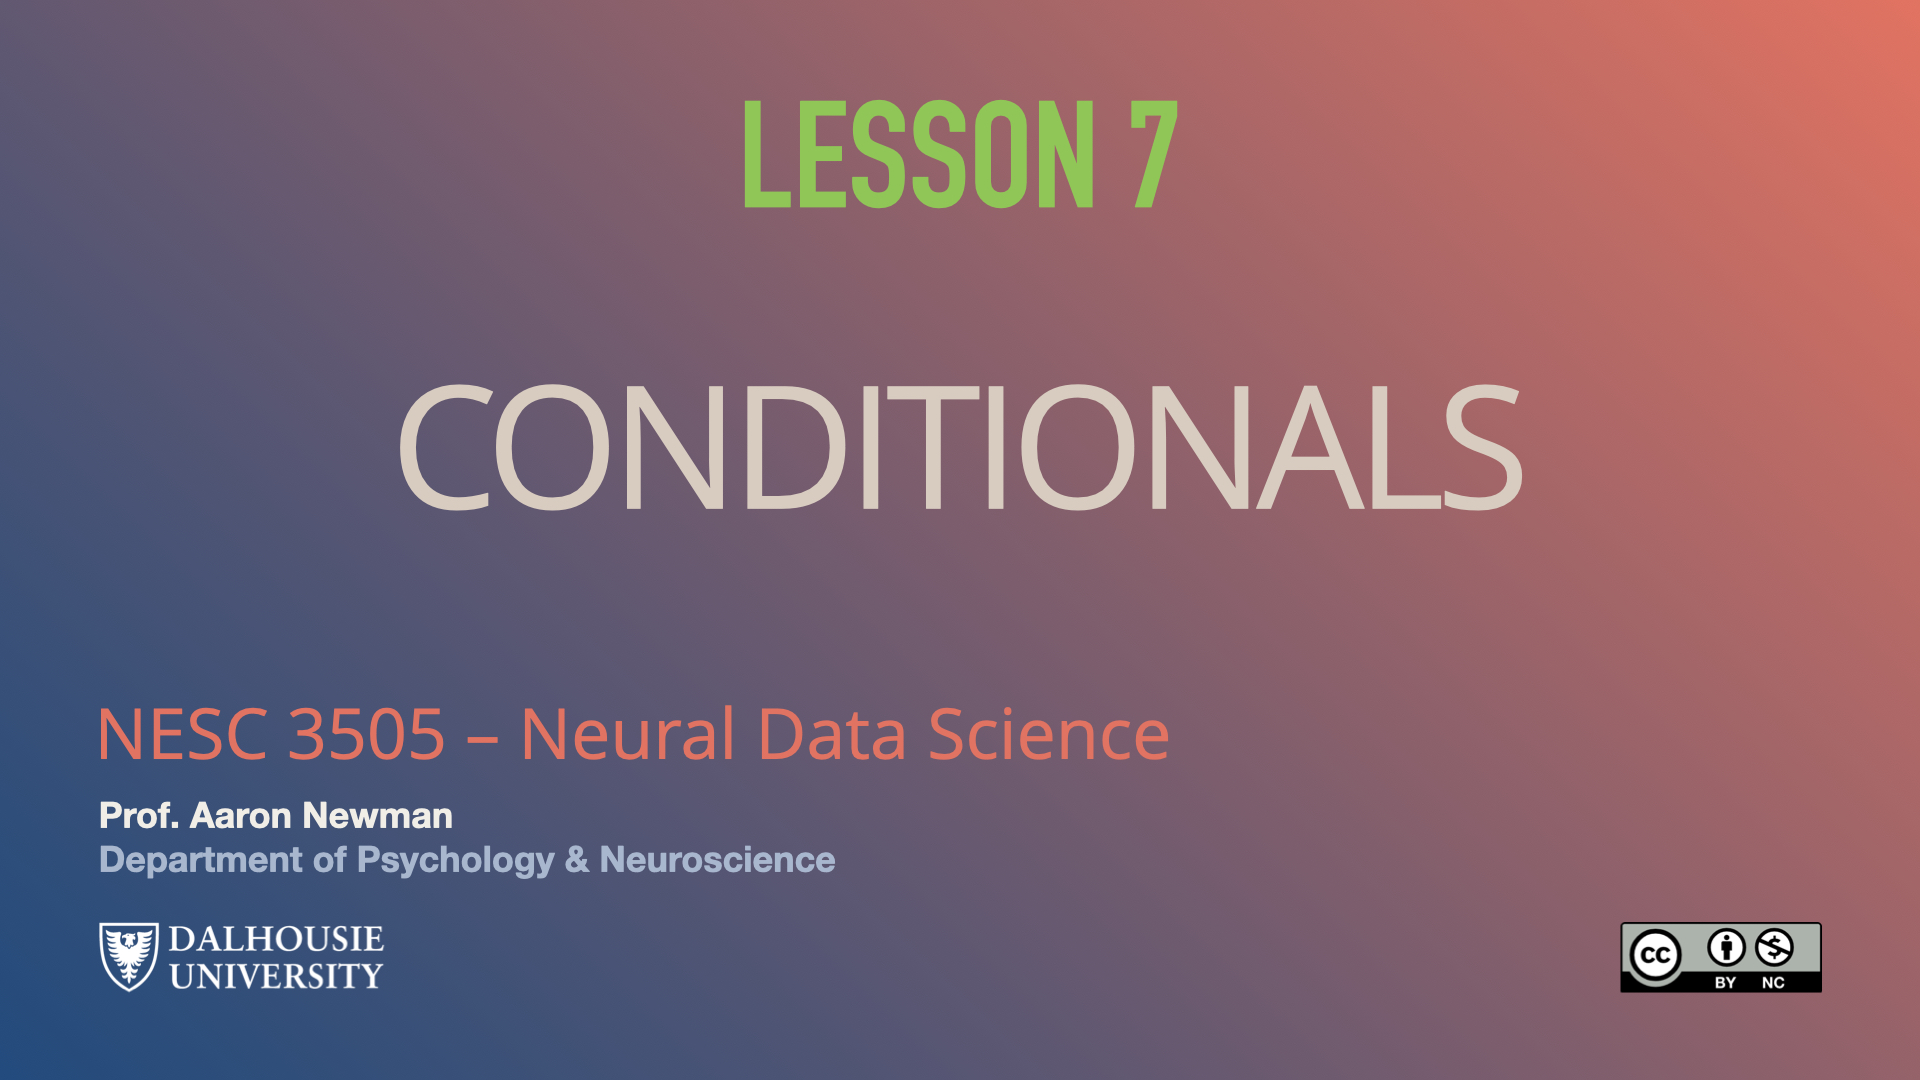 LESSON 7
CONDITIONALS
NESC 3505 – Neural Data Science
Prof. Aaron Newman
Department of Psychology & Neuroscience
DALHOUSIE
UNIVERSITY
CC
BY NC